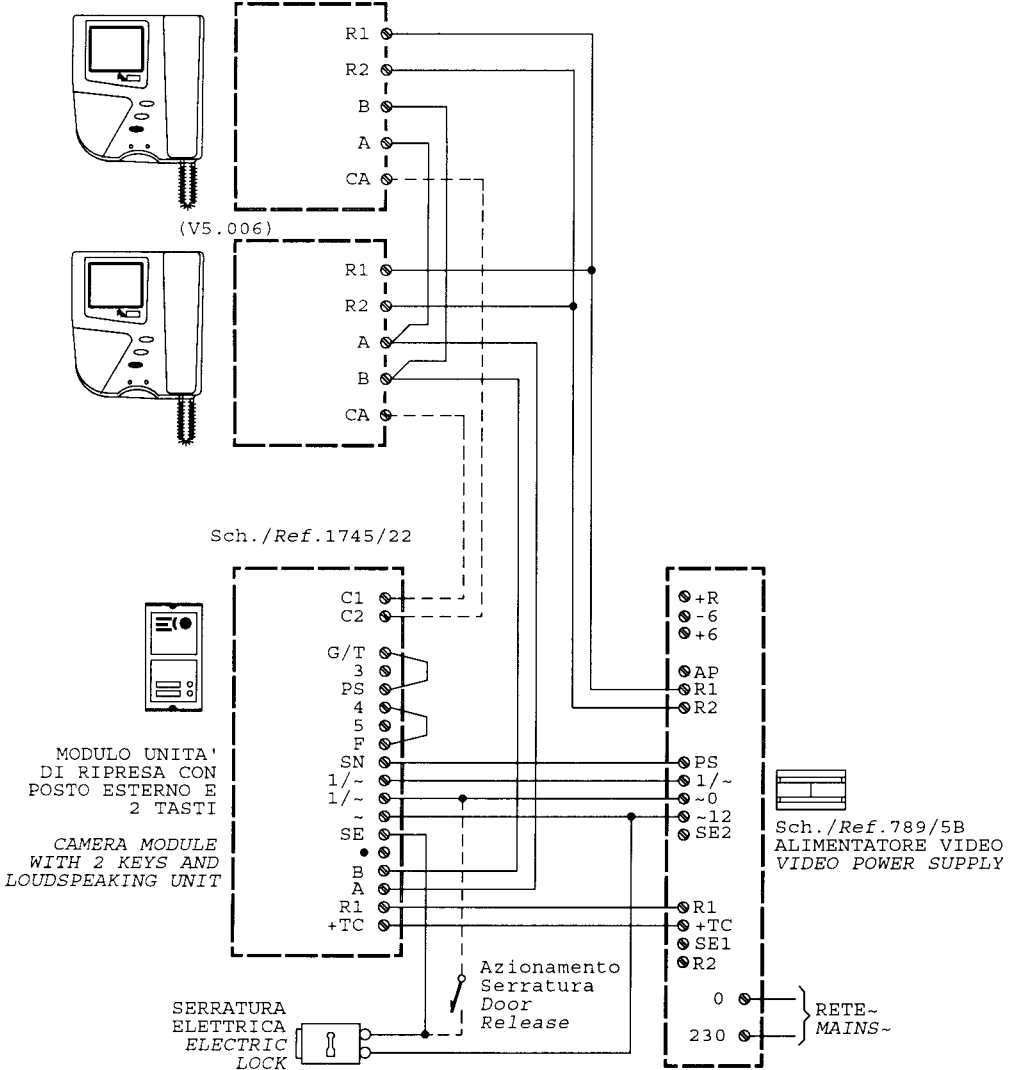 R1
R2
B
A
CA
(V5.006)
R1
R2
A
B
CA
Sch./Ref.1745/22
C1
C2
G/T
3
PS
4
5
F
SN
1/~
1/~
~
SE
•
B
A
R1
+TC
MODULO UNITA'
DI RIPRESA CON
POSTO ESTERNO E
2 TASTI
CAMERA MODULE
WITH 2 KEYS AND
LOUDSPEAKING UNIT
+R
-6
+6
AP
R1
R2
PS
1/~
~0
~12
SE2
R1
+TC
SE1
R2
0
230
Sch./Ref.789/5B
ALIMENTATORE VIDEO
VIDEO POWER SUPPLY
Azionamento
Serratura
Door
Release
SERRATURA
ELETTRICA
ELECTRIC
LOCK
RETE~
MAINS~